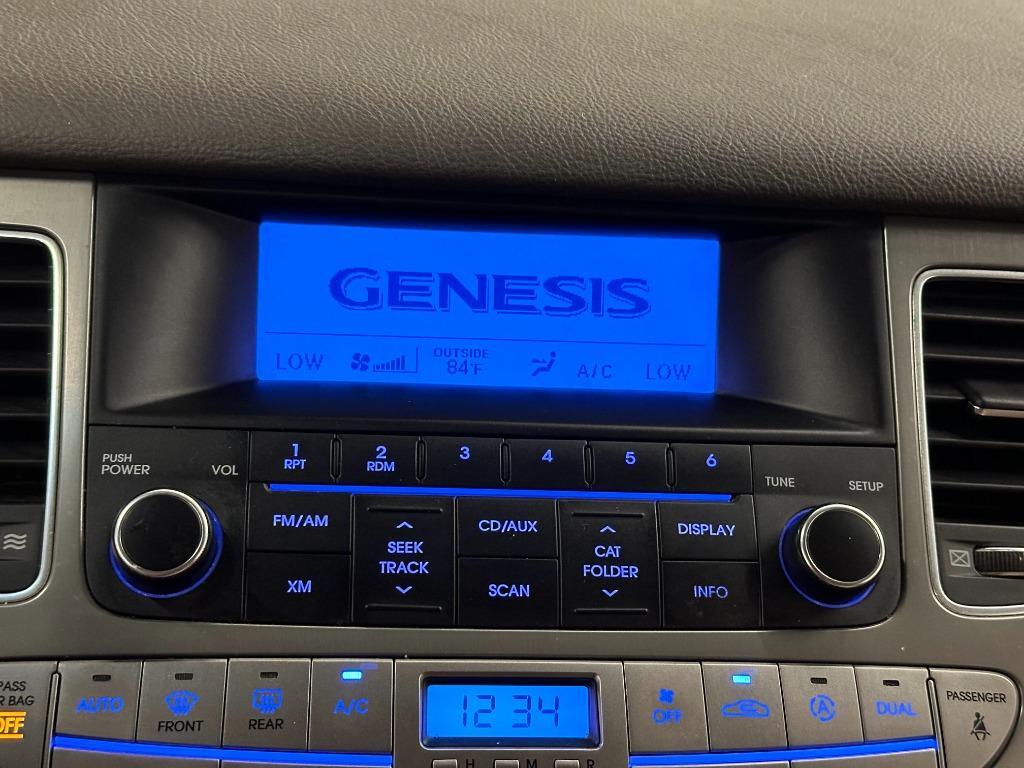 GENESIS
LOW OUTSIDE 84°F A/C LOW
PUSH
POWER
VOL
1
RPT
2
RDM
3
4
5
6
TUNE
SETUP
FM/AM
SEEK
TRACK
CD/AUX
CAT
FOLDER
DISPLAY
XM
SCAN
INFO
PASS
R BAG
OFF
AUTO
FRONT
REAR
A/C
12 34
OFF
A
DUAL
PASSENGER
H M R